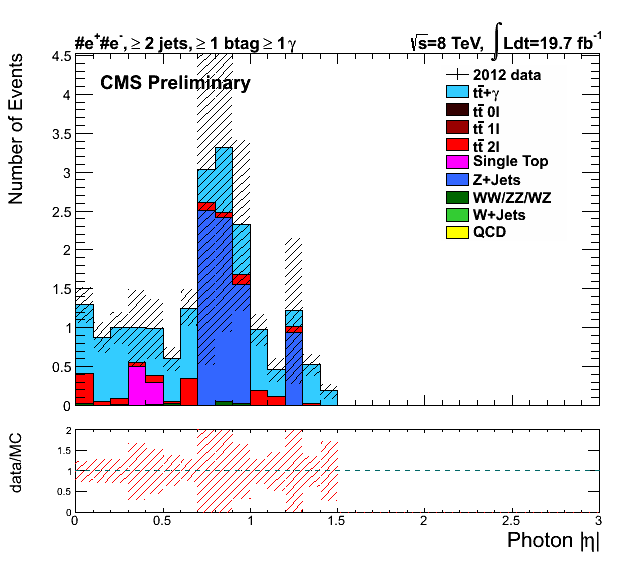 #e⁺#e⁻, ≥ 2 jets, ≥ 1 btag ≥ 1 γ
√s=8 TeV, ∫Ldt=19.7 fb⁻¹
CMS Preliminary
2012 data
tt̄+γ
tt̄ 0l
tt̄ 1l
tt̄ 2l
Single Top
Z+Jets
WW/ZZ/WZ
W+Jets
QCD
Number of Events
4.5
4
3.5
3
2.5
2
1.5
1
0.5
0
data/MC
2
1.5
1
0.5
0
0 0.5 1 1.5 2 2.5 3
Photon |η|